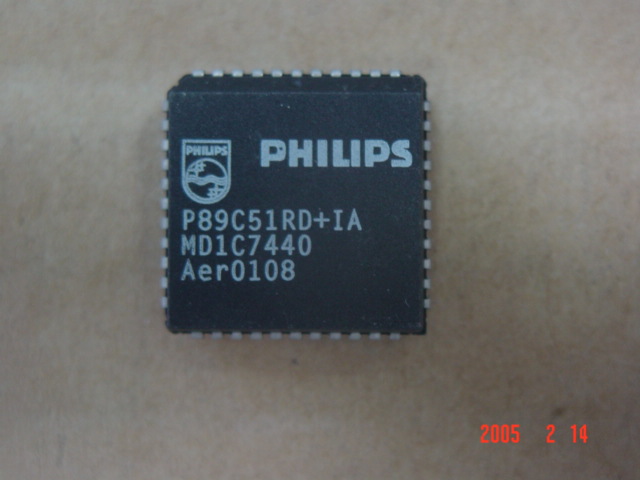 PHILIPS
PHILIPS
P89C51RD+IA
MD1C7440
Aer0108
2005 2 14